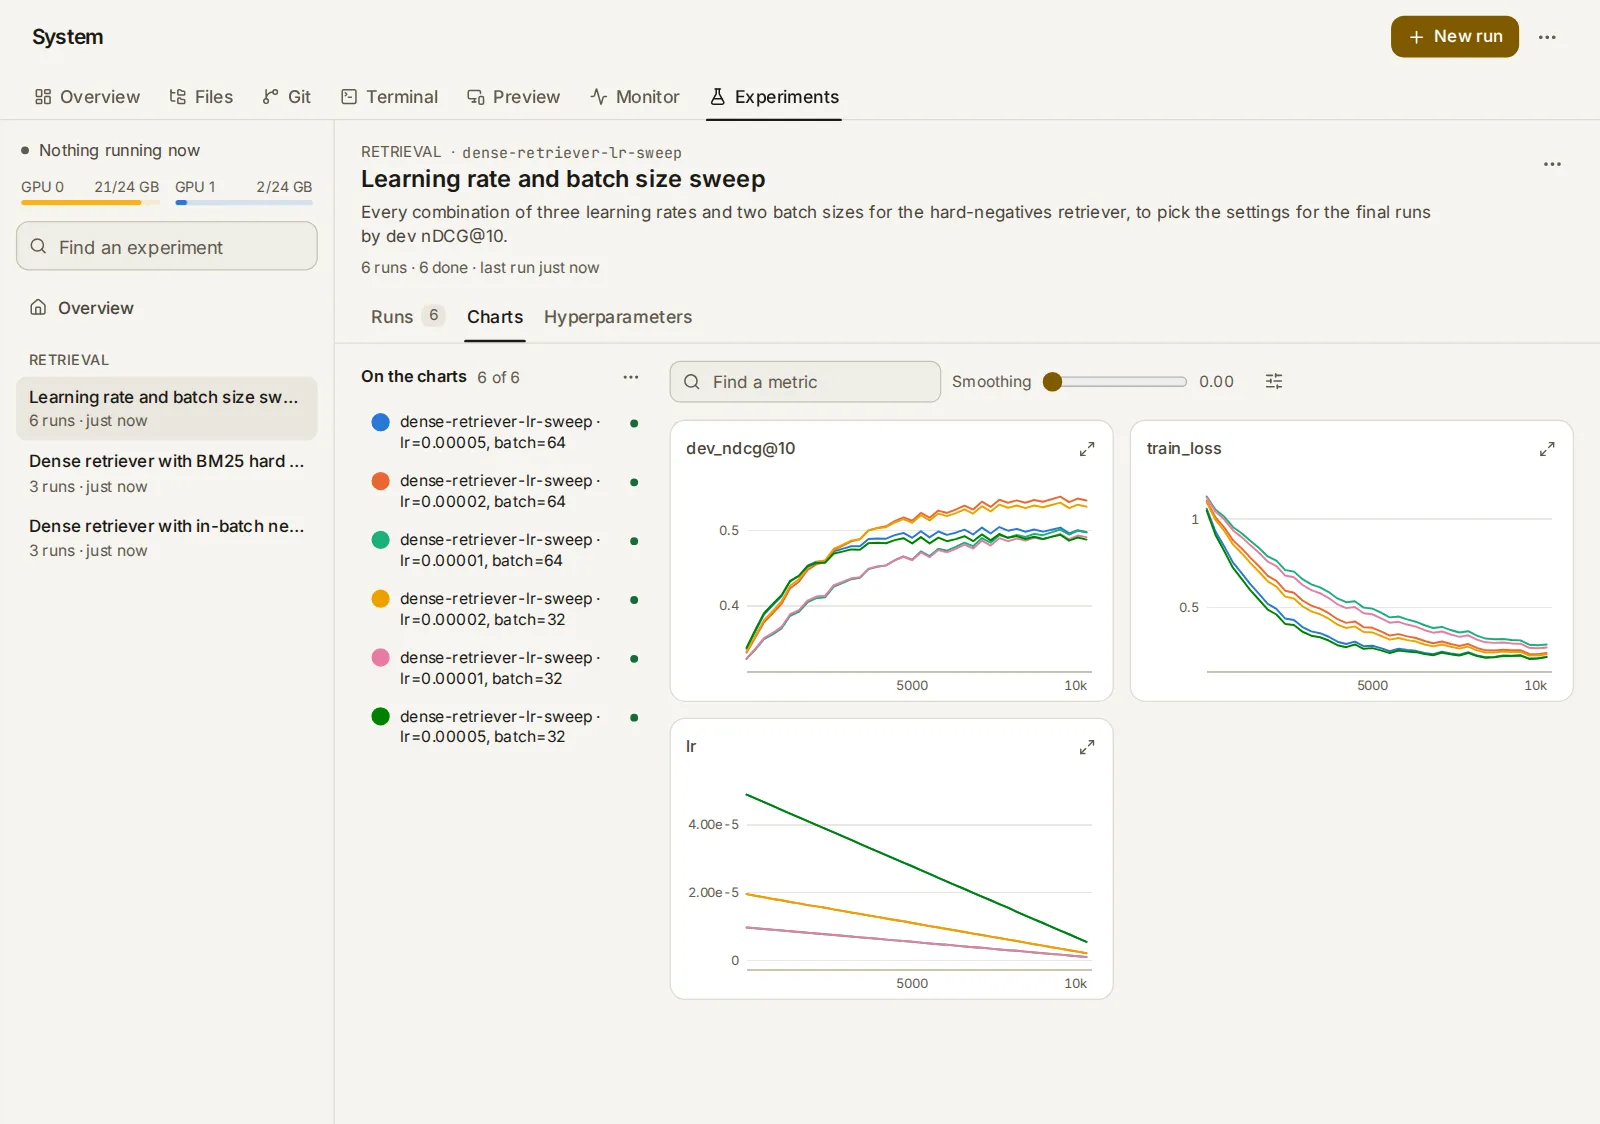 System
New run
Overview
Files
Git
Terminal
Preview
Monitor
Experiments
Nothing running now
GPU 0 21/24 GB
GPU 1 2/24 GB
Find an experiment
Overview
RETRIEVAL
Learning rate and batch size sw...
6 runs · just now
Dense retriever with BM25 hard ...
3 runs · just now
Dense retriever with in-batch ne...
3 runs · just now
RETRIEVAL · dense-retriever-lr-sweep
Learning rate and batch size sweep
Every combination of three learning rates and two batch sizes for the hard-negatives retriever, to pick the settings for the final runs
by dev nDCG@10.
6 runs · 6 done · last run just now
Runs 6
Charts
Hyperparameters
On the charts 6 of 6
dense-retriever-lr-sweep ·
lr=0.00005, batch=64
dense-retriever-lr-sweep ·
lr=0.00002, batch=64
dense-retriever-lr-sweep ·
lr=0.00001, batch=64
dense-retriever-lr-sweep ·
lr=0.00002, batch=32
dense-retriever-lr-sweep ·
lr=0.00001, batch=32
dense-retriever-lr-sweep ·
lr=0.00005, batch=32
Find a metric
Smoothing 0.00
dev_ndcg@10
0.5
0.4
5000 10k
train_loss
1
0.5
5000 10k
lr
4.00e-5
2.00e-5
0
5000 10k